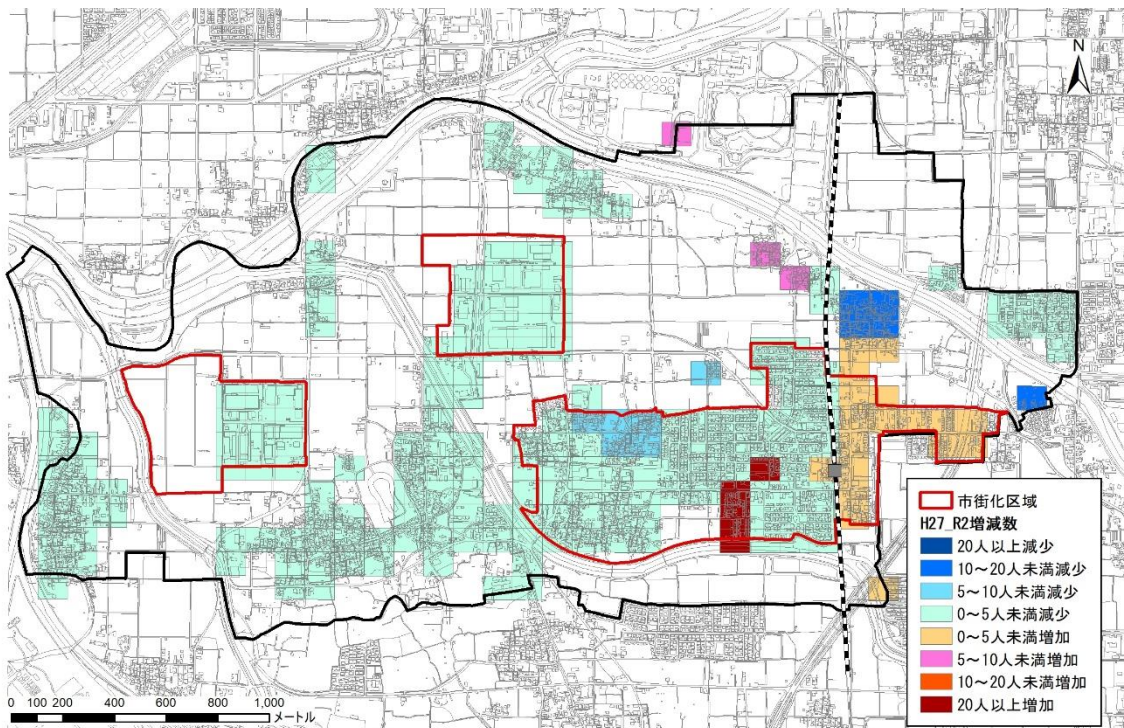 N
市街化区域
H27_R2増減数
20人以上減少
10～20人未満減少
5～10人未満減少
0～5人未満減少
0～5人未満増加
5～10人未満増加
10～20人未満増加
20人以上増加
0 100 200 400 600 800 1,000 メートル